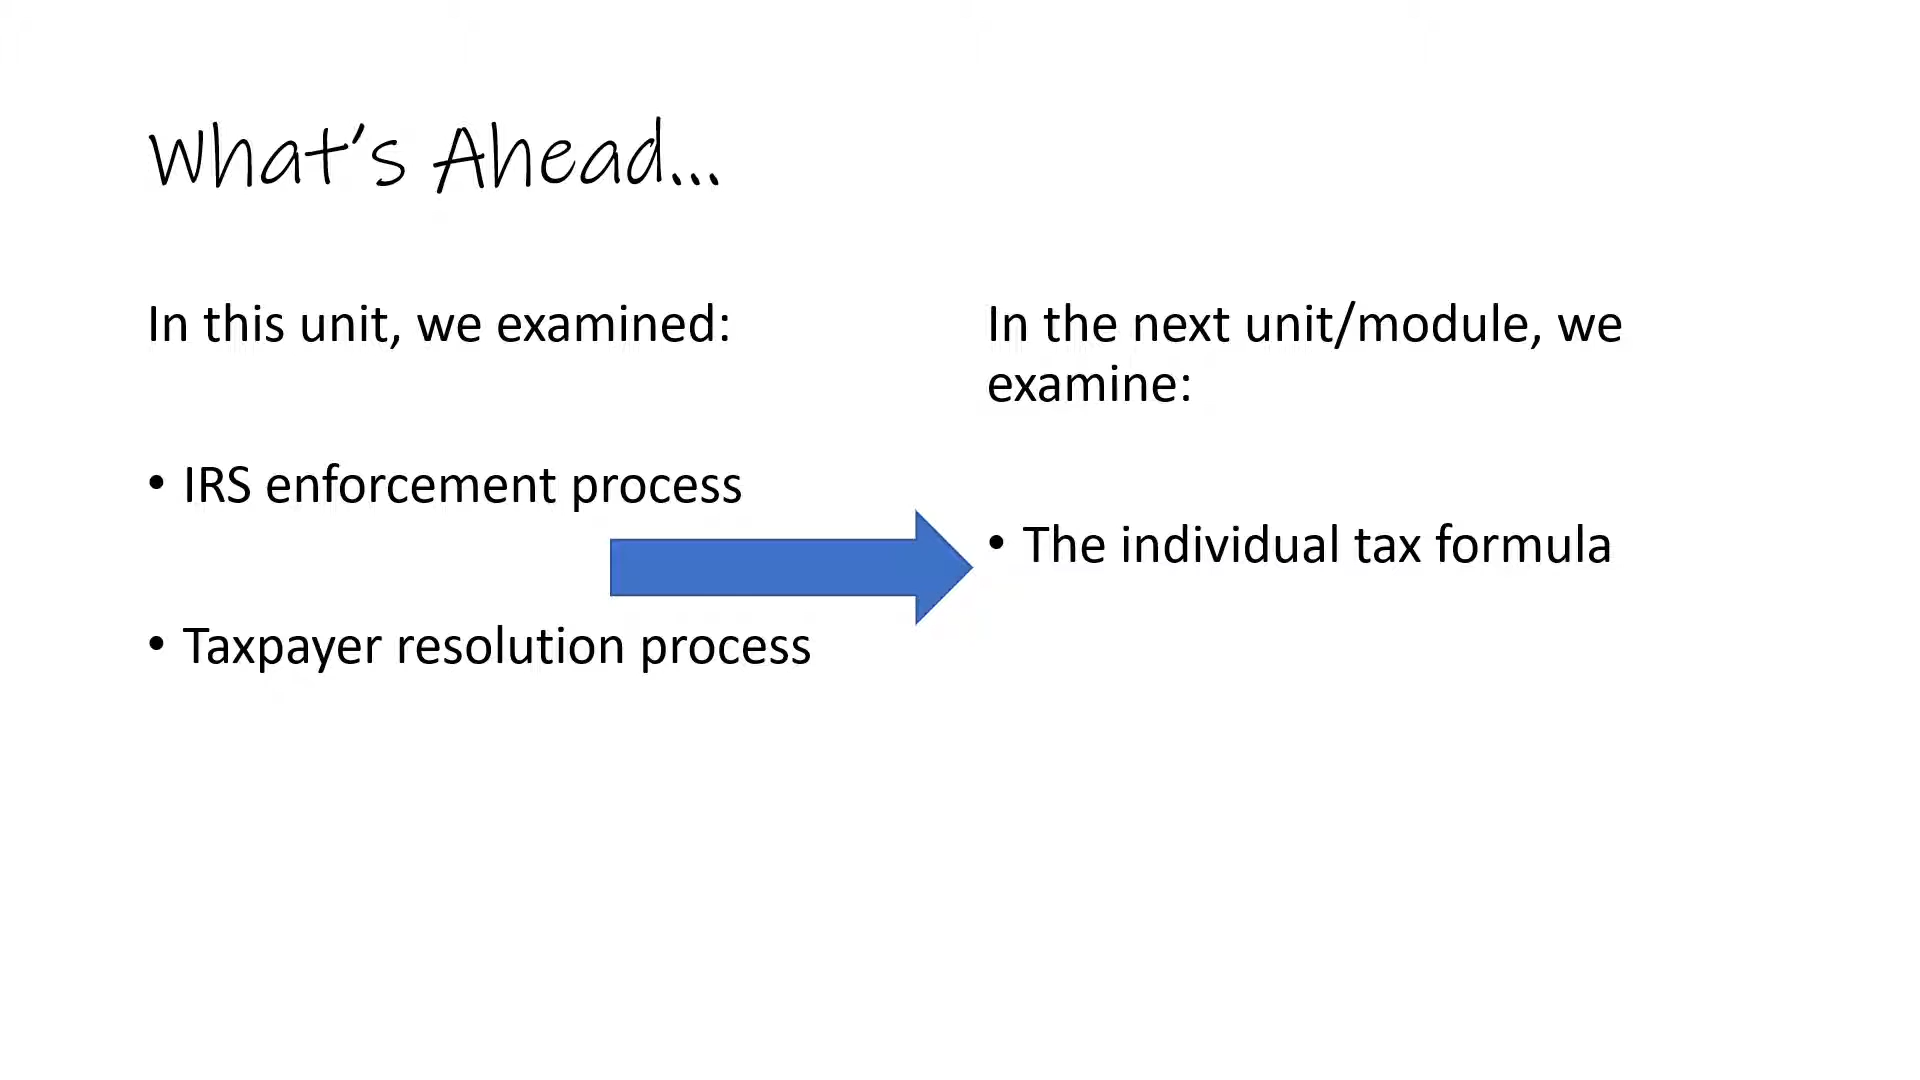 What's Ahead...
In this unit, we examined:
• IRS enforcement process
• Taxpayer resolution process
In the next unit/module, we
examine:
• The individual tax formula